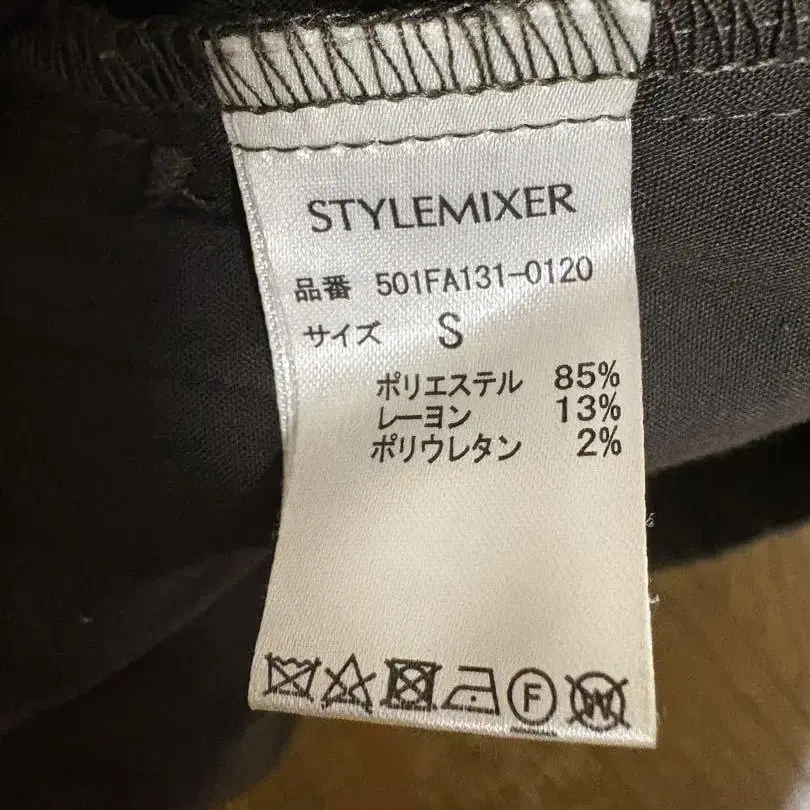 STYLEMIXER
品番 501FA131-0120
サイズ S
ポリエステル 85%
レーヨン 13%
ポリウレタン 2%
F W